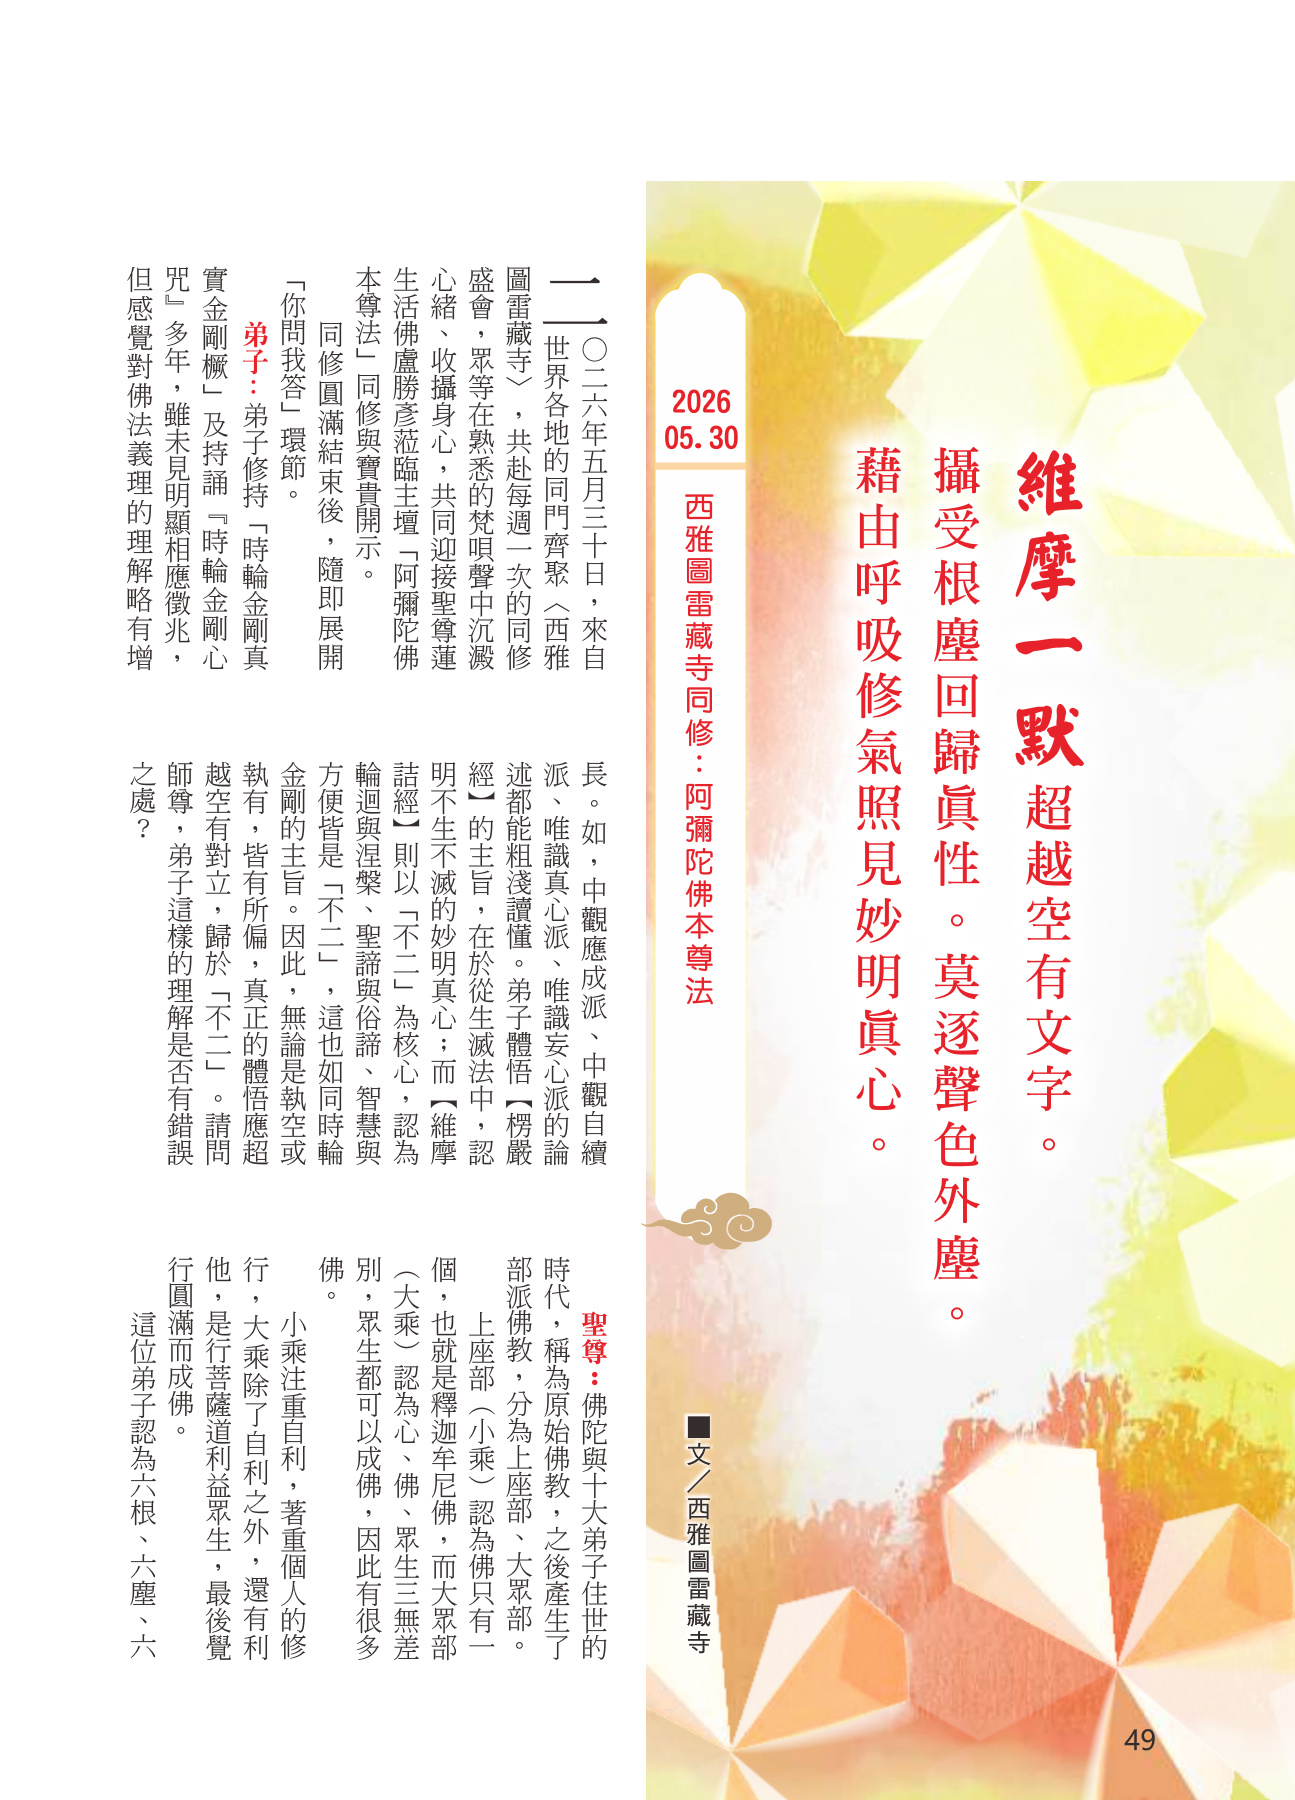 維摩一默超越空有文字。
攝受根塵回歸眞性。莫逐聲色外塵。
藉由呼吸修氣照見妙明眞心。
2026
05.30
西雅圖雷藏寺同修：阿彌陀佛本尊法
■文／西雅圖雷藏寺
二〇二六年五月三十日，來自
世界各地的同門齊聚〈西雅
圖雷藏寺〉，共赴每週一次的同修
盛會，眾等在熟悉的梵唄聲中沉澱
心緒、收攝身心，共同迎接聖尊蓮
生活佛盧勝彥蒞臨主壇「阿彌陀佛
本尊法」同修與寶貴開示。
同修圓滿結束後，隨即展開
「你問我答」環節。
弟子：弟子修持「時輪金剛真
實金剛橛」及持誦『時輪金剛心
咒』多年，雖未見明顯相應徵兆，
但感覺對佛法義理的理解略有增
長。如，中觀應成派、中觀自續
派、唯識真心派、唯識妄心派的論
述都能粗淺讀懂。弟子體悟【楞嚴
經】的主旨，在於從生滅法中，認
明不生不滅的妙明真心；而【維摩
詰經】則以「不二」為核心，認為
輪迴與涅槃、聖諦與俗諦、智慧與
方便皆是「不二」，這也如同時輪
金剛的主旨。因此，無論是執空或
執有，皆有所偏，真正的體悟應超
越空有對立，歸於「不二」。請問
師尊，弟子這樣的理解是否有錯誤
之處？
聖尊：佛陀與十大弟子住世的
時代，稱為原始佛教，之後產生了
部派佛教，分為上座部、大眾部。
上座部（小乘）認為佛只有一
個，也就是釋迦牟尼佛，而大眾部
（大乘）認為心、佛、眾生三無差
別，眾生都可以成佛，因此有很多
佛。
小乘注重自利，著重個人的修
行，大乘除了自利之外，還有利
他，是行菩薩道利益眾生，最後覺
行圓滿而成佛。
這位弟子認為六根、六塵、六
49